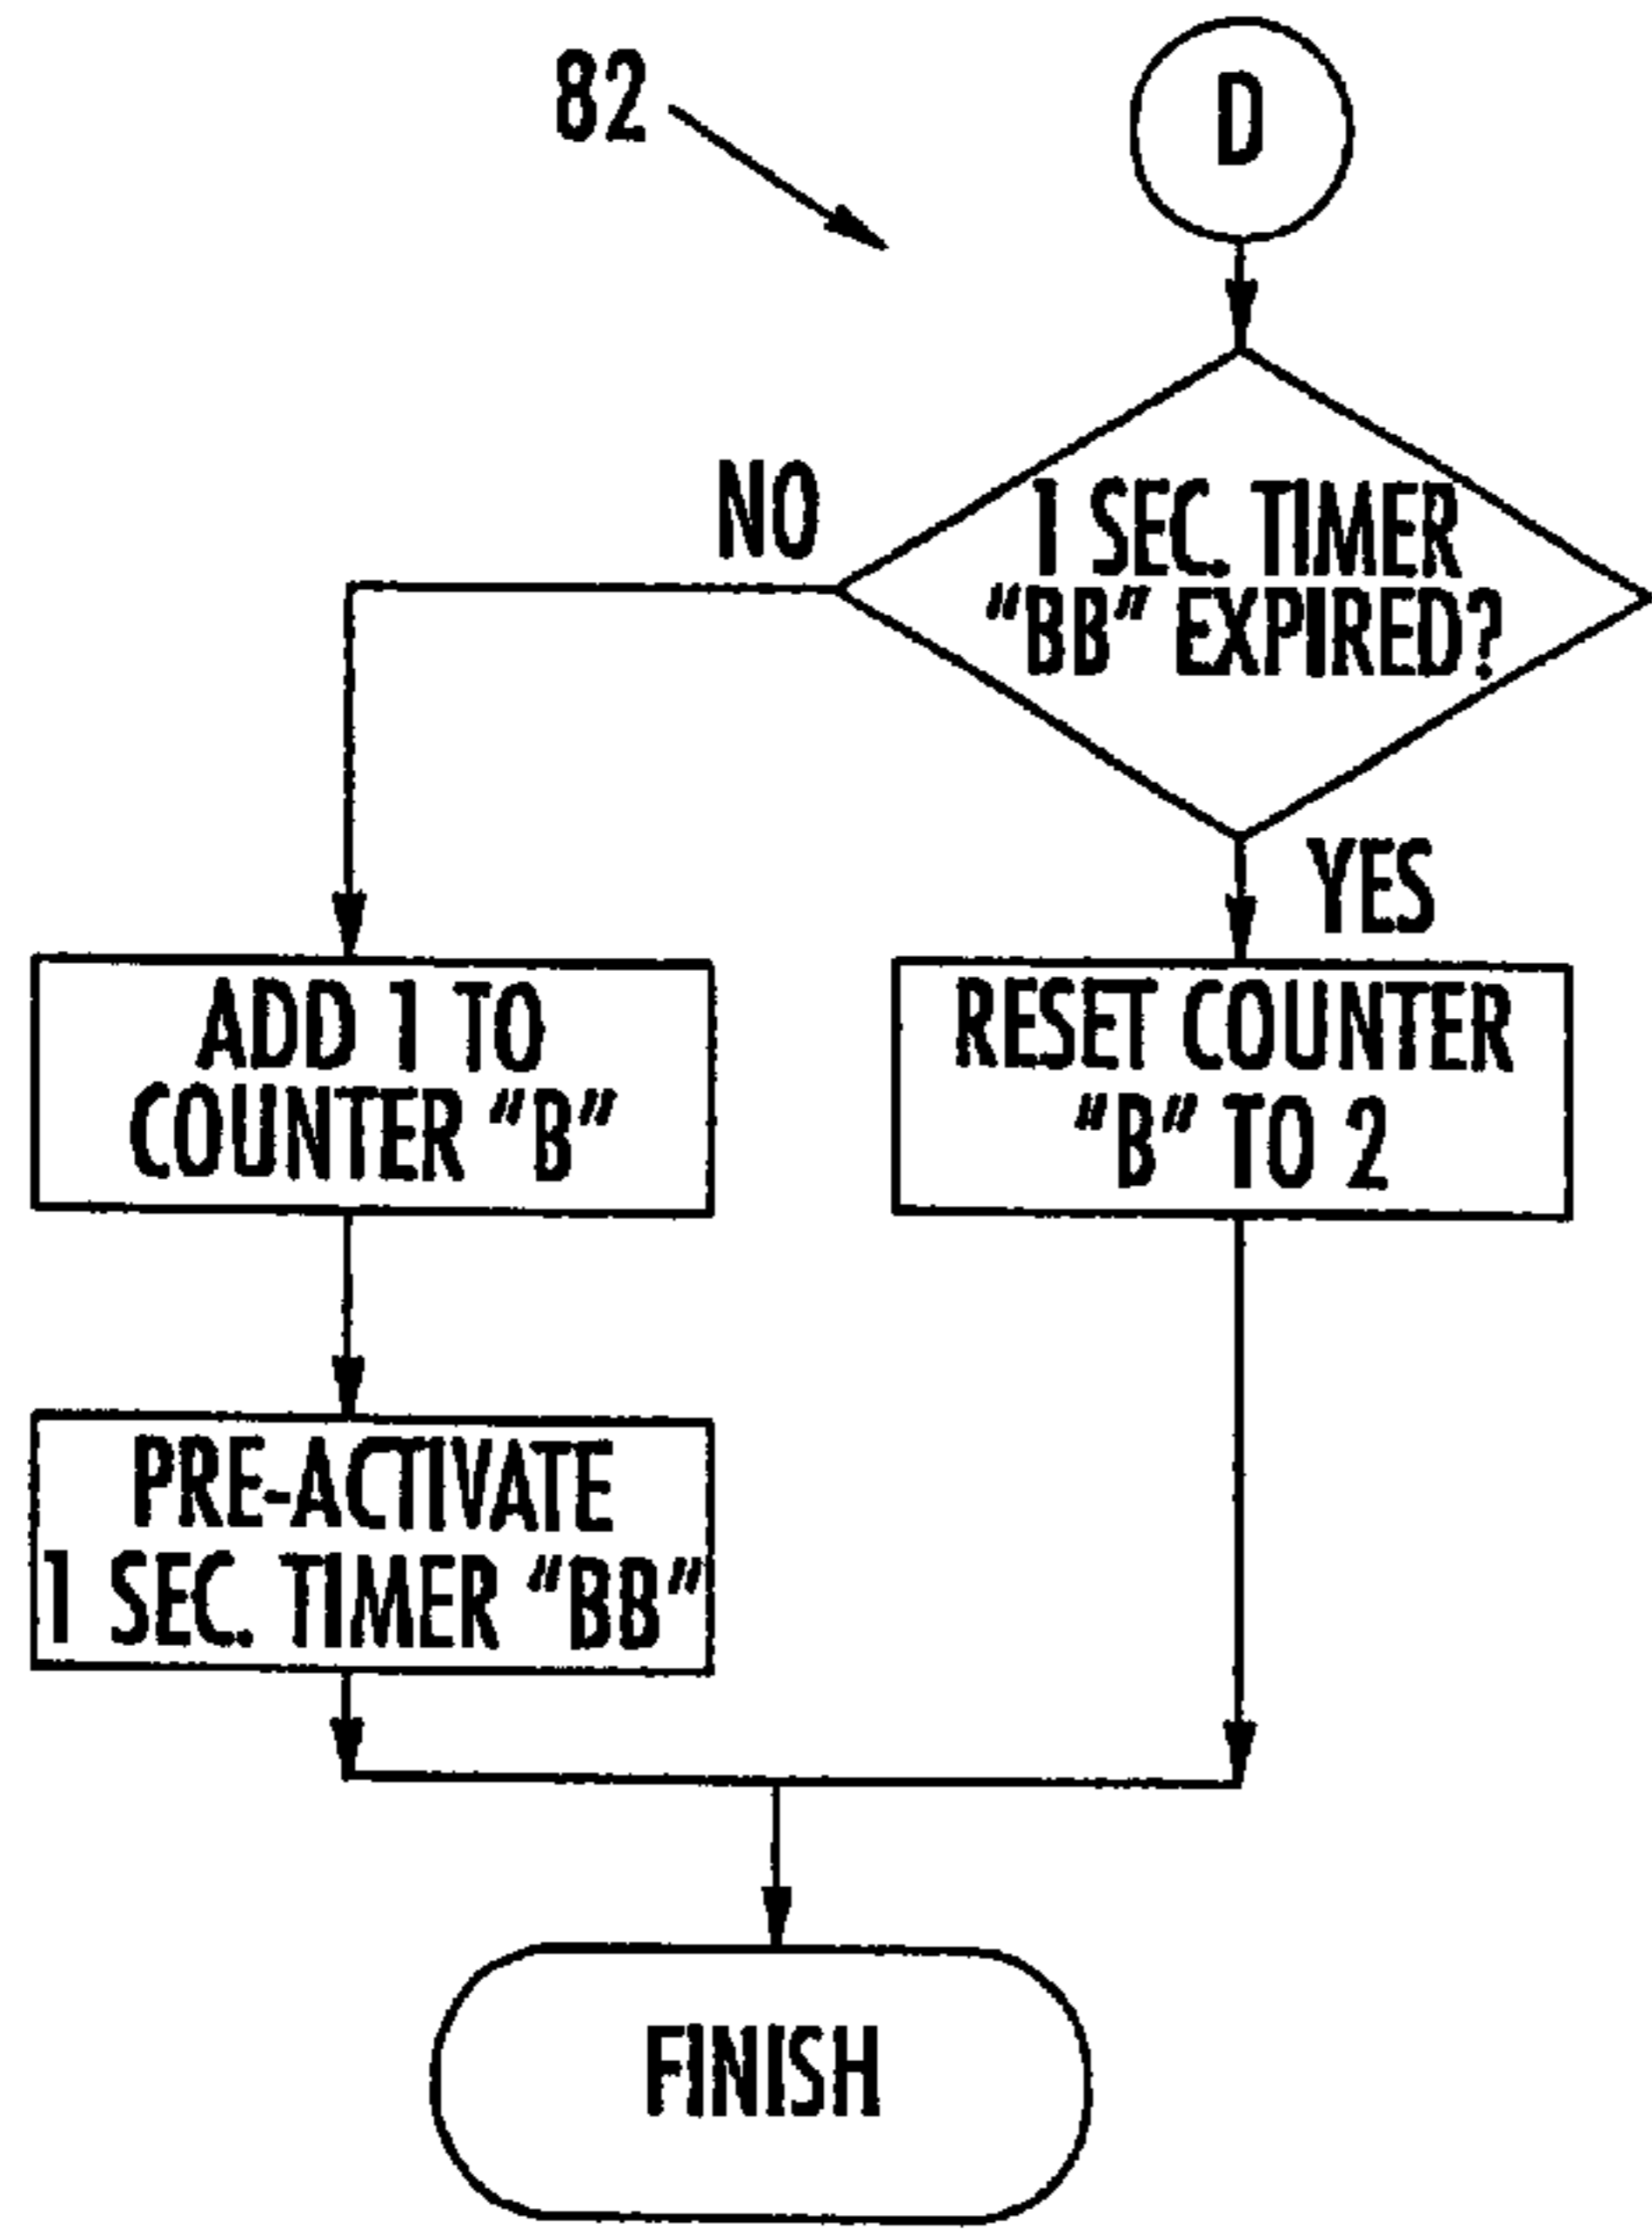 82
D
1 SEC. TIMER
"BB" EXPIRED?
NO
YES
ADD 1 TO
COUNTER "B"
RESET COUNTER
"B" TO 2
PRE-ACTIVATE
1 SEC. TIMER "BB"
FINISH